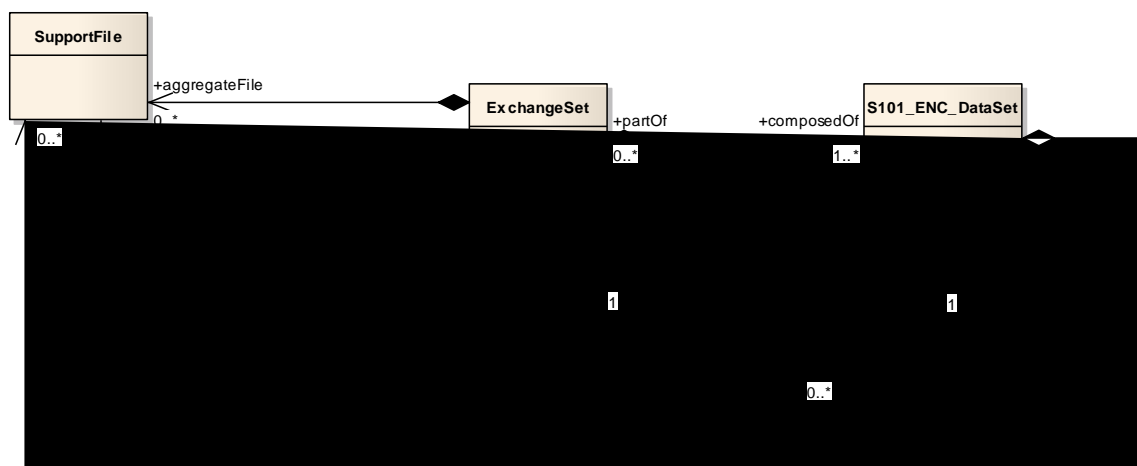 SupportFile
+aggregateFile
ExchangeSet
S101_ENC_DataSet
0..*
+partOf
+composedOf
0..*
0..*
1..*
1
1
0..*